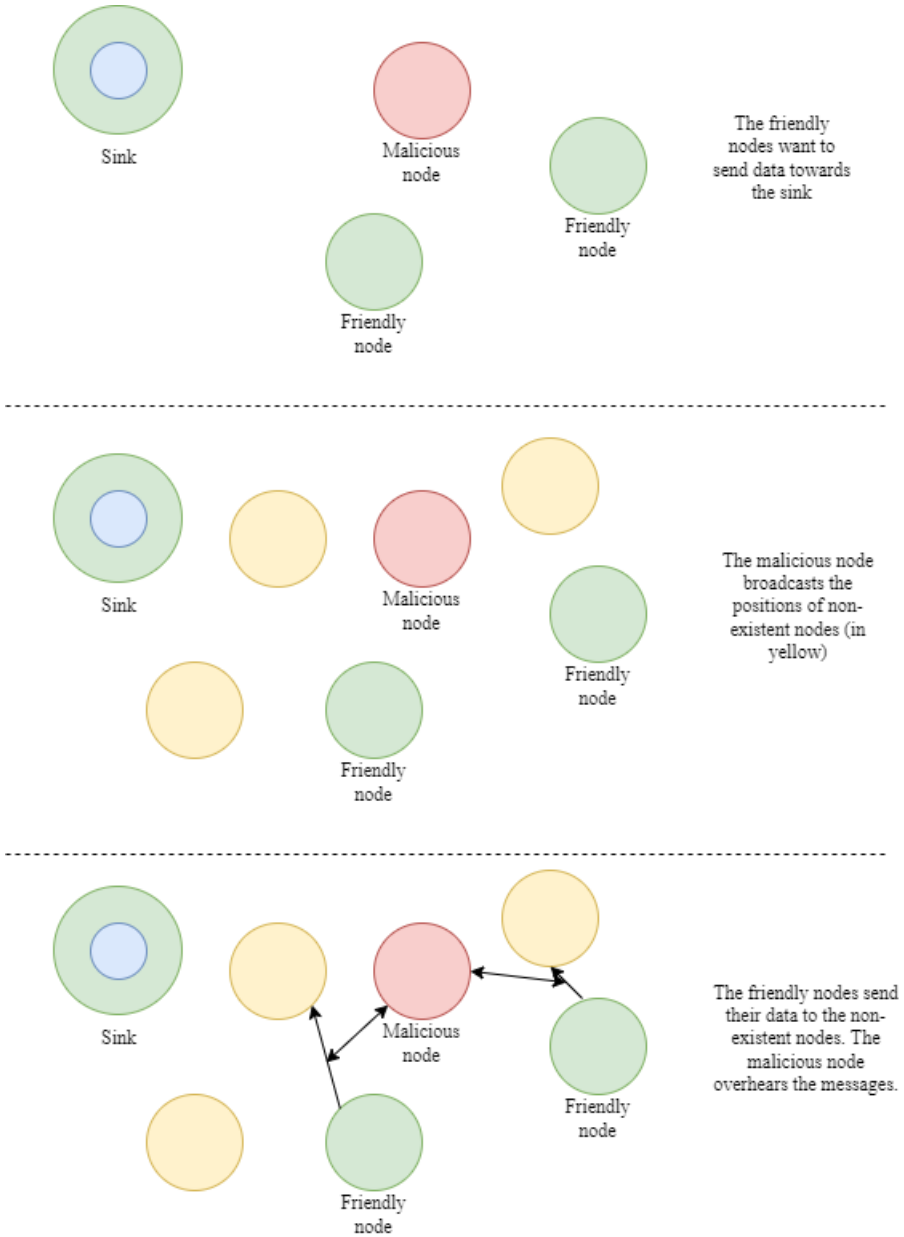 Sink
Malicious
node
Friendly
node
Friendly
node
The friendly
nodes want to
send data towards
the sink
Sink
Malicious
node
Friendly
node
Friendly
node
The malicious node
broadcasts the
positions of non-
existent nodes (in
yellow)
Sink
Malicious
node
Friendly
node
Friendly
node
The friendly nodes send
their data to the non-
existent nodes. The
malicious node
overhears the messages.